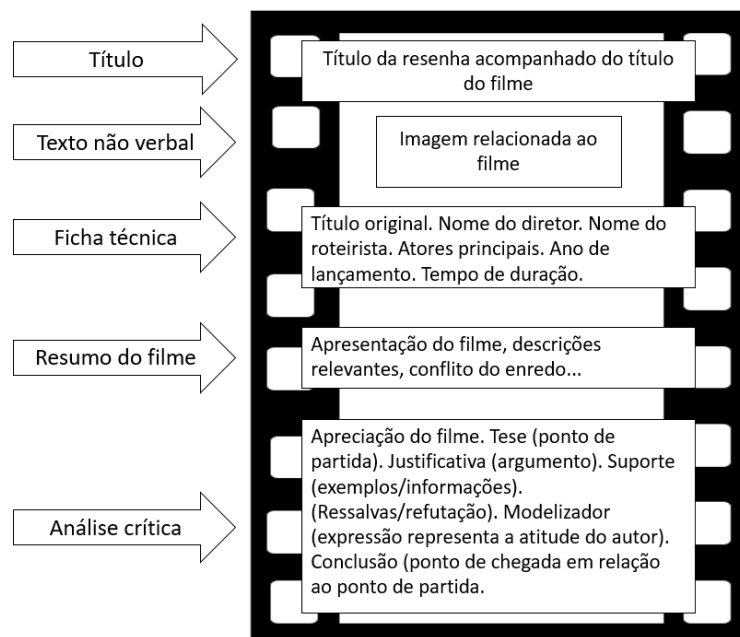 Título
Título da resenha acompanhado do título
do filme
Texto não verbal
Imagem relacionada ao
filme
Ficha técnica
Título original. Nome do diretor. Nome do
roteirista. Atores principais. Ano de
lançamento. Tempo de duração.
Resumo do filme
Apresentação do filme, descrições
relevantes, conflito do enredo...
Análise crítica
Apreciação do filme. Tese (ponto de
partida). Justificativa (argumento). Suporte
(exemplos/informações).
(Ressalvas/refutação). Modelizador
(expressão representa a atitude do autor).
Conclusão (ponto de chegada em relação
ao ponto de partida.